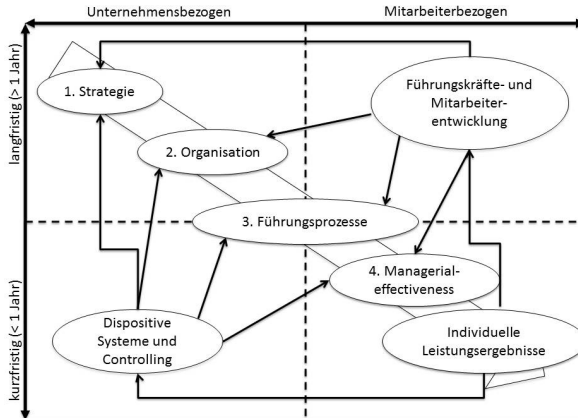 Unternehmensbezogen
Mitarbeiterbezogen
langfristig (> 1 Jahr)
kurzfristig (< 1 Jahr)
1. Strategie
Führungskräfte- und
Mitarbeiter-
entwicklung
2. Organisation
3. Führungsprozesse
4. Managerial-
effectiveness
Dispositive
Systeme und
Controlling
Individuelle
Leistungsergebnisse